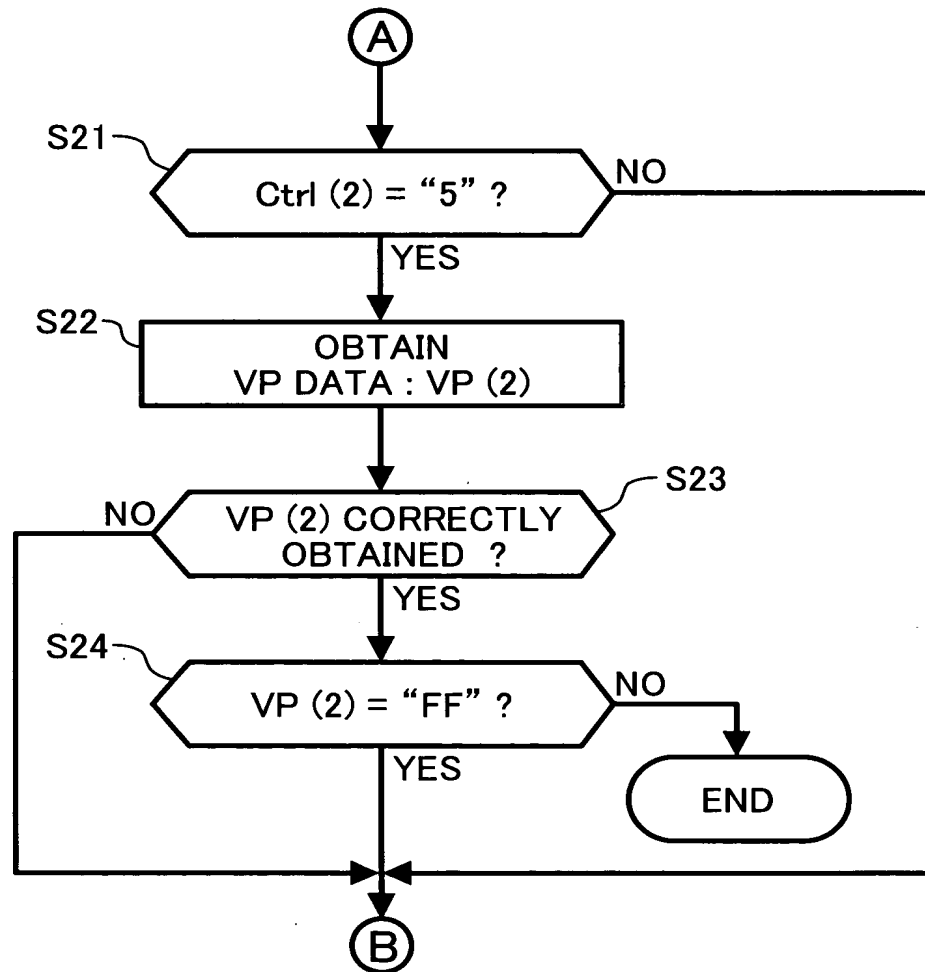 A
S21
Ctrl (2) = “5” ?
NO
YES
S22
OBTAIN
VP DATA : VP (2)
S23
NO
VP (2) CORRECTLY
OBTAINED ?
YES
S24
VP (2) = “FF” ?
NO
YES
END
B